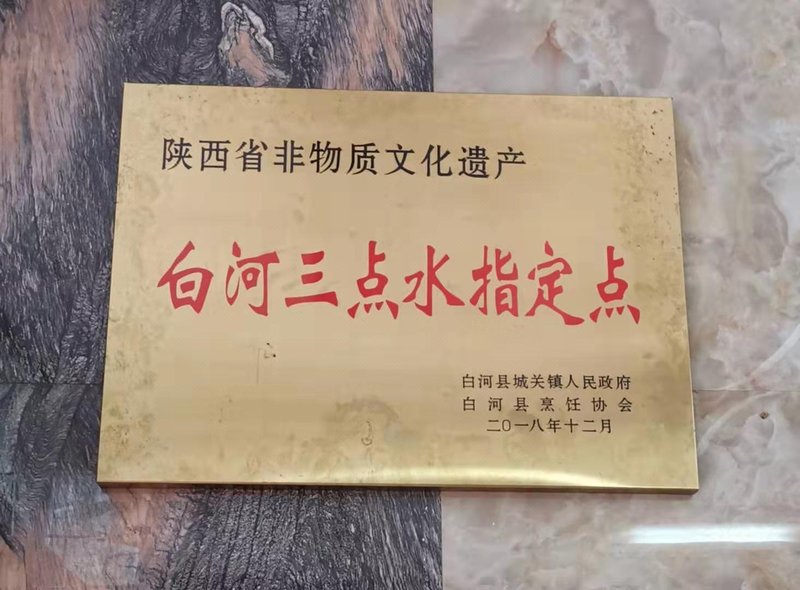 陕西省非物质文化遗产
白河三点水指定点
白河县城关镇人民政府
白河县烹饪协会
二〇一八年十二月